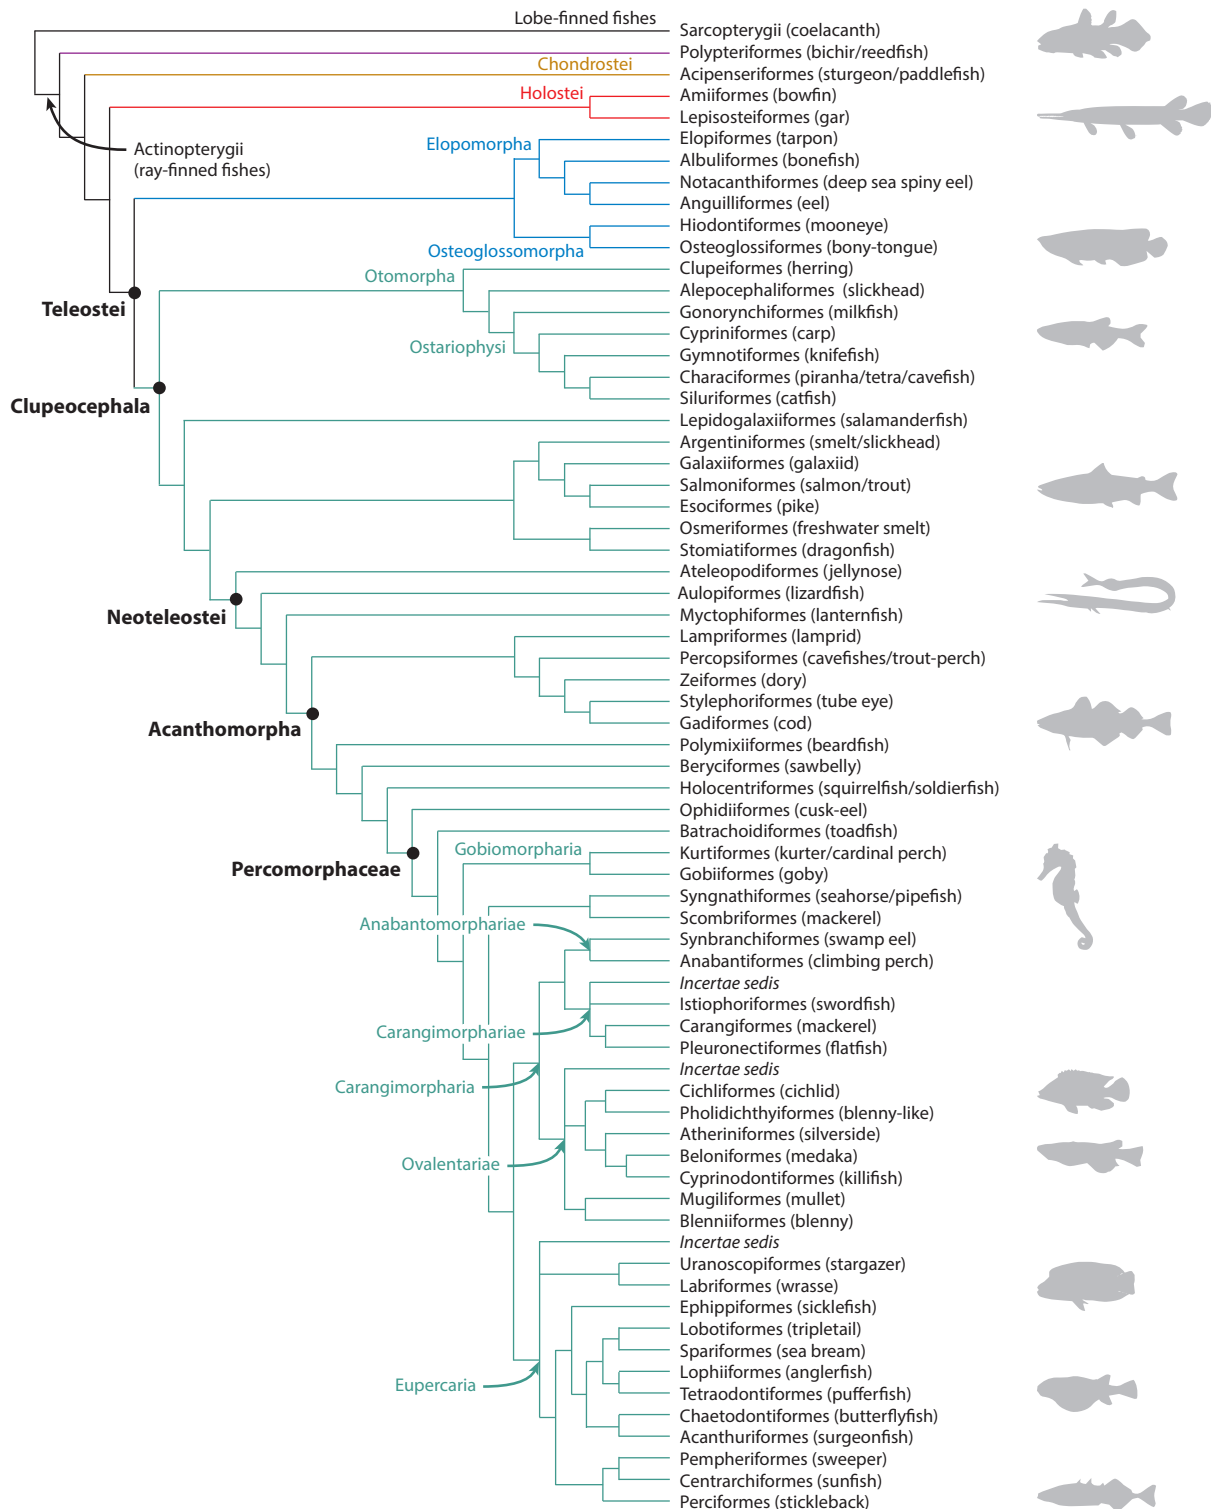 Lobe-finned fishes
Sarcopterygii (coelacanth)
Polypteriformes (bichir/reedfish)
Chondrostei
Acipenseriformes (sturgeon/paddlefish)
Holostei
Amiiformes (bowfin)
Lepisosteiformes (gar)
Actinopterygii
(ray-finned fishes)
Elopomorpha
Elopiformes (tarpon)
Albuliformes (bonefish)
Notacanthiformes (deep sea spiny eel)
Anguilliformes (eel)
Hiodontiformes (mooneye)
Osteoglossomorpha
Osteoglossiformes (bony-tongue)
Otomorpha
Clupeiformes (herring)
Alepocephaliformes (slickhead)
Teleostei
Gonorynchiformes (milkfish)
Cypriniformes (carp)
Ostariophysi
Gymnotiformes (knifefish)
Characiformes (piranha/tetra/cavefish)
Siluriformes (catfish)
Clupeocephala
Lepidogalaxiiformes (salamanderfish)
Argentiniformes (smelt/slickhead)
Galaxiiformes (galaxiid)
Salmoniformes (salmon/trout)
Esociformes (pike)
Osmeriformes (freshwater smelt)
Stomiatiformes (dragonfish)
Ateleopodiformes (jellynose)
Aulopiformes (lizardfish)
Neoteleostei
Myctophiformes (lanternfish)
Lampriformes (lamprid)
Percopsiformes (cavefishes/trout-perch)
Zeiformes (dory)
Stylephoriformes (tube eye)
Gadiformes (cod)
Acanthomorpha
Polymixiiformes (beardfish)
Beryciformes (sawbelly)
Holocentriformes (squirrelfish/soldierfish)
Ophidiiformes (cusk-eel)
Batrachoidiformes (toadfish)
Gobiomorpharia
Kurtiformes (kurter/cardinal perch)
Percomorphaceae
Gobiiformes (goby)
Syngnathiformes (seahorse/pipefish)
Scombriformes (mackerel)
Anabantomorphariae
Synbranchiformes (swamp eel)
Anabantiformes (climbing perch)
Incertae sedis
Istiophoriformes (swordfish)
Carangimorphariae
Carangiformes (mackerel)
Pleuronectiformes (flatfish)
Incertae sedis
Carangimorpharia
Cichliformes (cichlid)
Pholidichthyiformes (blenny-like)
Atheriniformes (silverside)
Beloniformes (medaka)
Ovalentariae
Cyprinodontiformes (killifish)
Mugiliformes (mullet)
Blenniiformes (blenny)
Incertae sedis
Uranoscopiformes (stargazer)
Labriformes (wrasse)
Ephippiformes (sicklefish)
Lobotiformes (tripletail)
Spariformes (sea bream)
Lophiiformes (anglerfish)
Eupercaria
Tetraodontiformes (pufferfish)
Chaetodontiformes (butterflyfish)
Acanthuriformes (surgeonfish)
Pempheriformes (sweeper)
Centrarchiformes (sunfish)
Perciformes (stickleback)